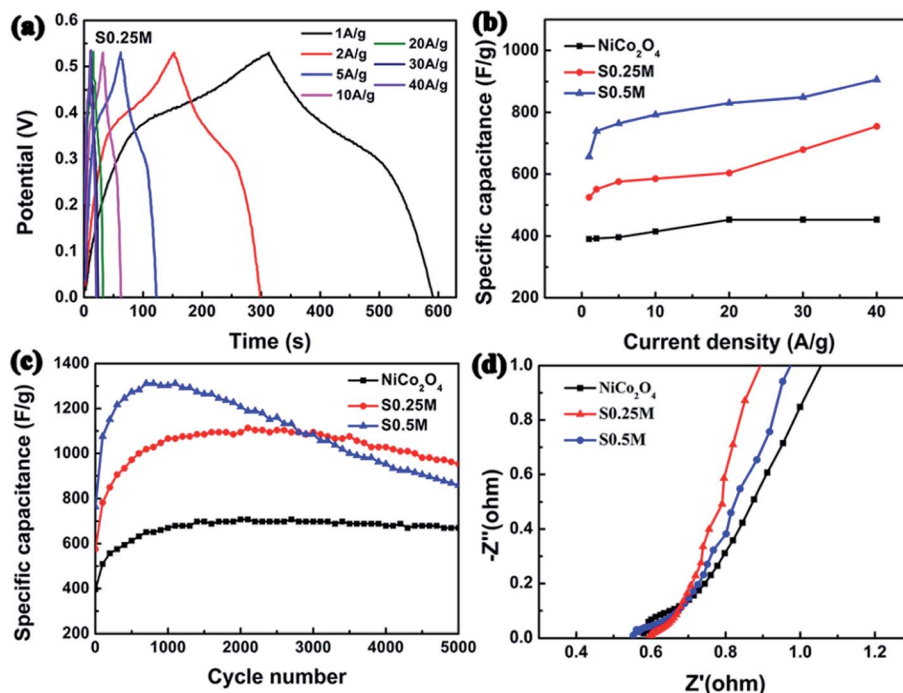 (a)
S0.25M
1A/g
2A/g
5A/g
10A/g
20A/g
30A/g
40A/g
Potential (V)
0.6
0.5
0.4
0.3
0.2
0.1
0.0
0 100 200 300 400 500 600
Time (s)
(b)
NiCo₂O₄
S0.25M
S0.5M
Specific capacitance (F/g)
1000
800
600
400
200
0 10 20 30 40
Current density (A/g)
(c)
NiCo₂O₄
S0.25M
S0.5M
Specific capacitance (F/g)
1400
1200
1000
800
600
400
200
0 1000 2000 3000 4000 5000
Cycle number
(d)
NiCo₂O₄
S0.25M
S0.5M
-Z''(ohm)
1.0
0.8
0.6
0.4
0.2
0.0
0.4 0.6 0.8 1.0 1.2
Z'(ohm)